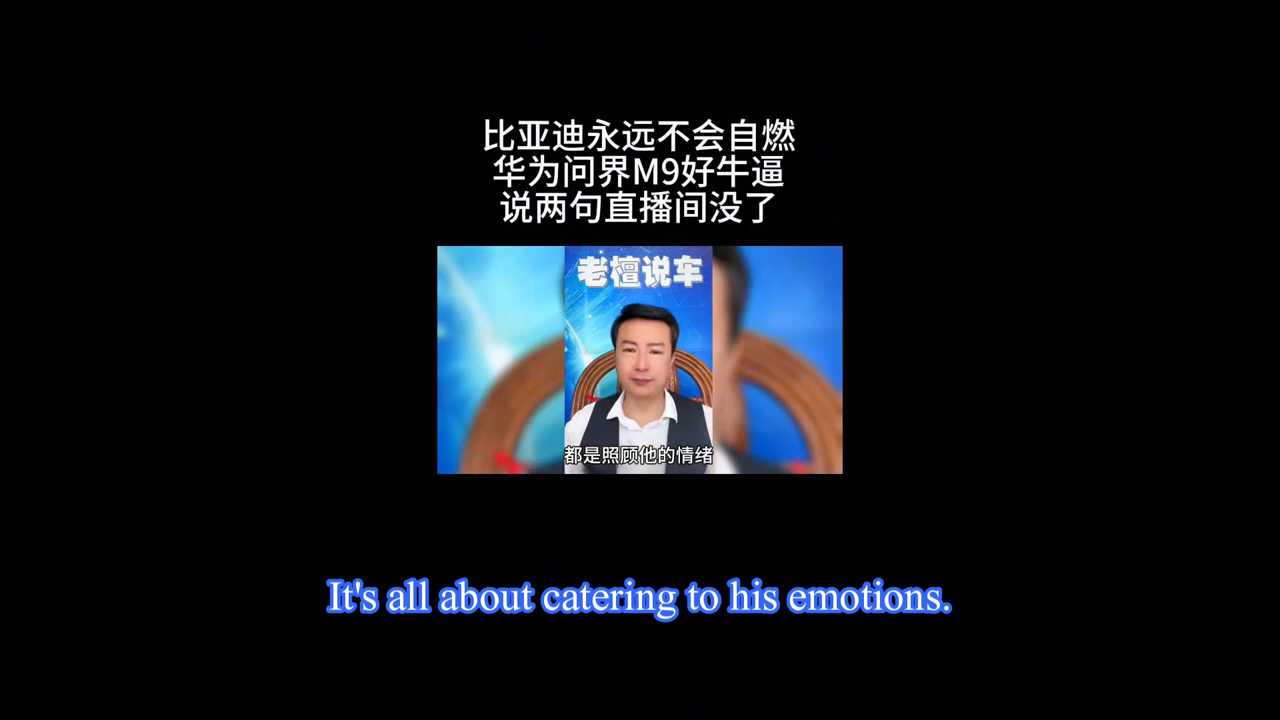 比亚迪永远不会自燃
华为问界M9好牛逼
说两句直播间没了
老檀说车
都是照顾他的情绪
It's all about catering to his emotions.